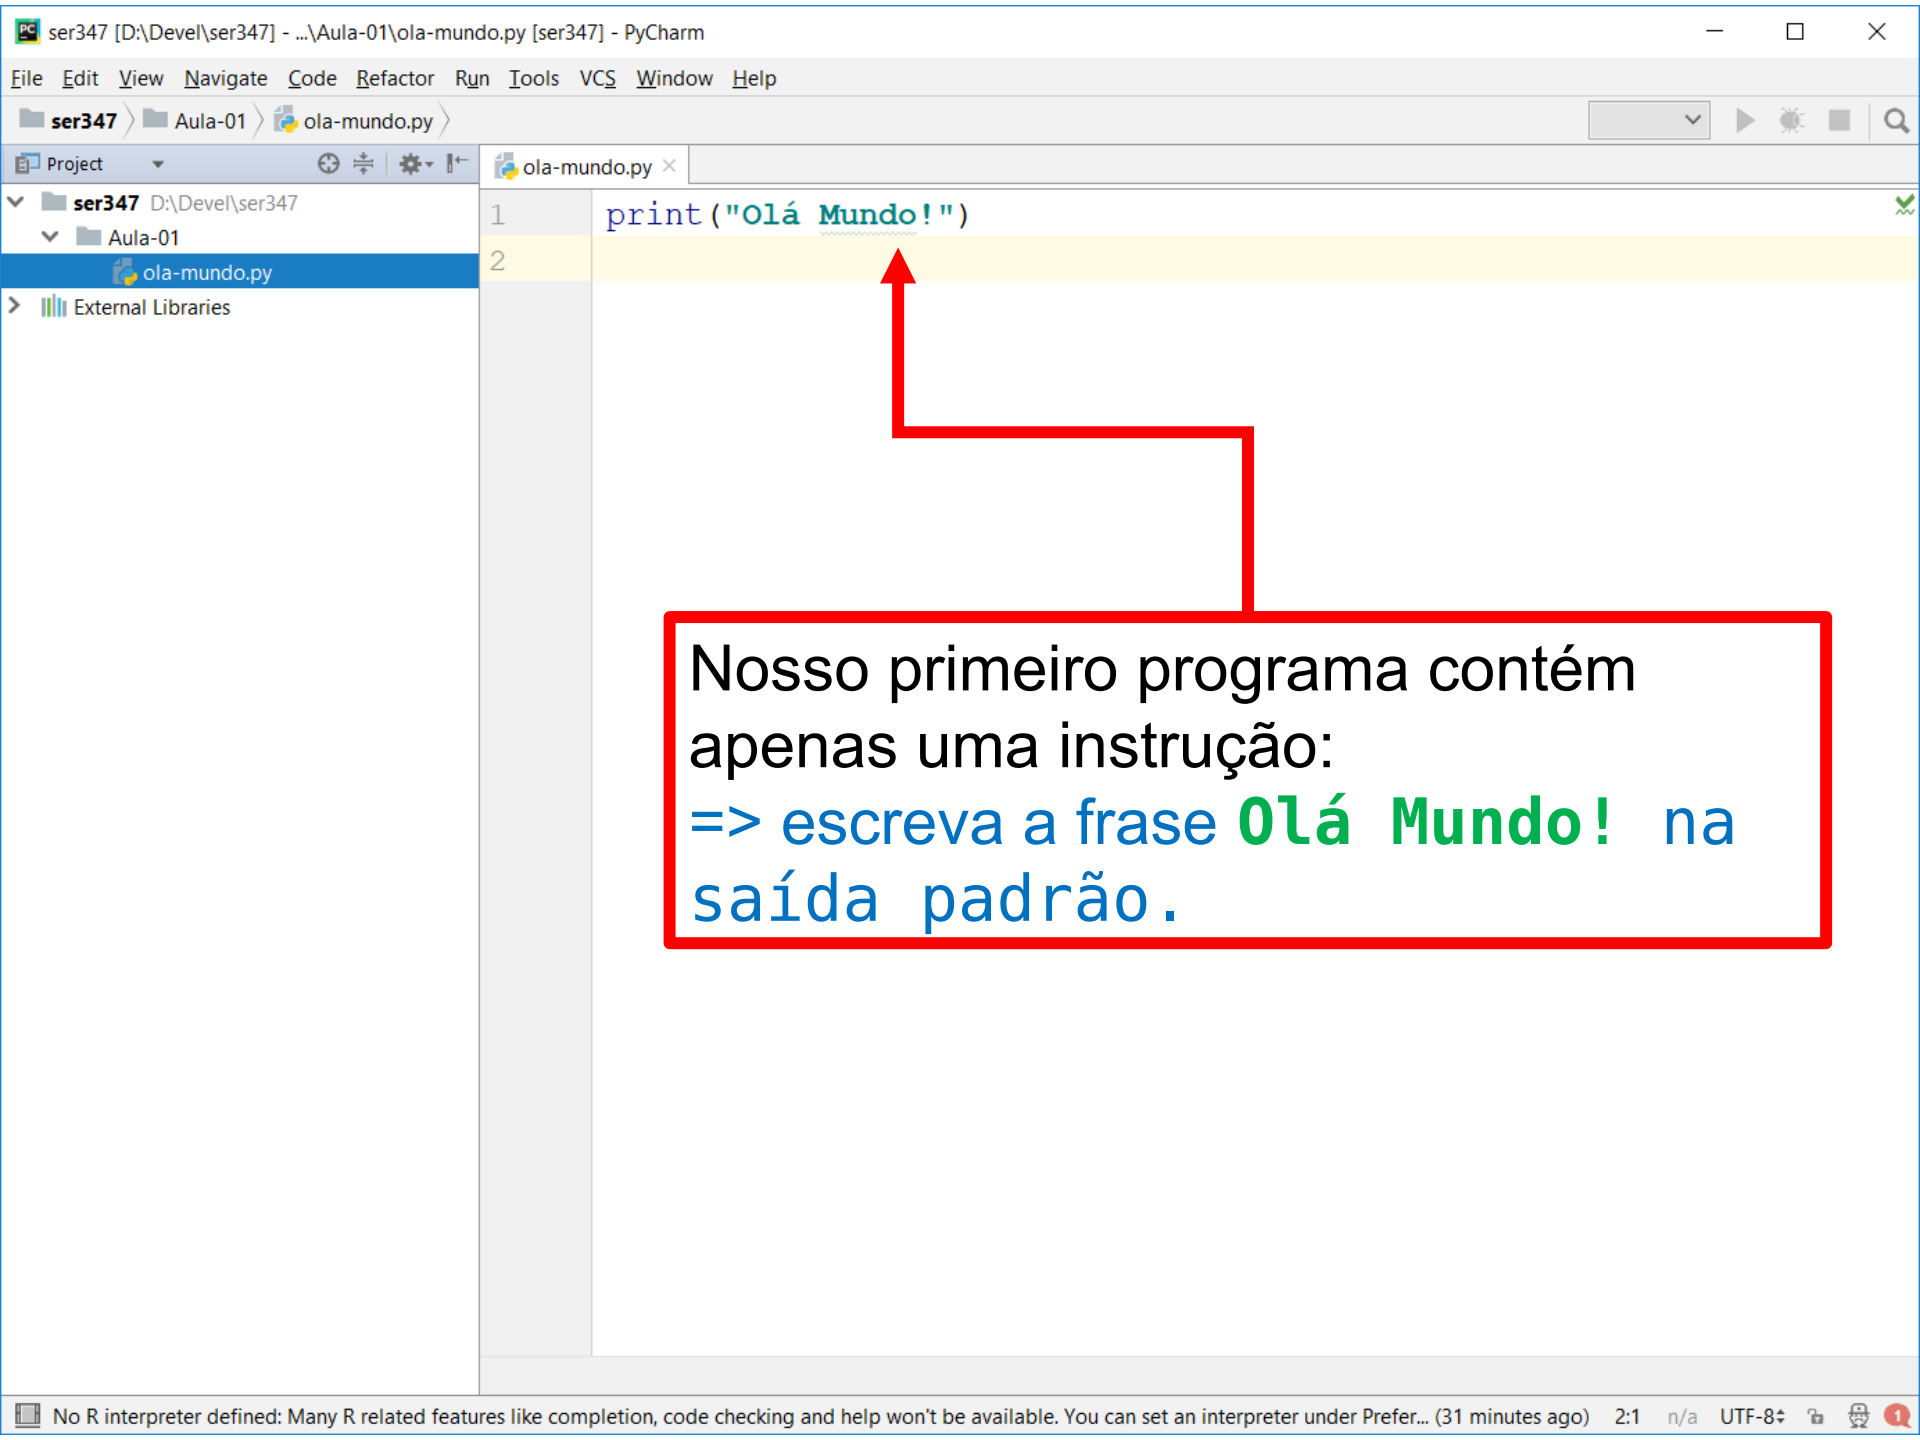 ser347 [D:\Devel\ser347] - ...\Aula-01\ola-mundo.py [ser347] - PyCharm
File Edit View Navigate Code Refactor Run Tools VCS Window Help
ser347 Aula-01 ola-mundo.py
Project
ola-mundo.py
ser347 D:\Devel\ser347
Aula-01
ola-mundo.py
External Libraries
1 print("Olá Mundo!")
2
Nosso primeiro programa contém
apenas uma instrução:
=> escreva a frase Olá Mundo! na
saída padrão.
No R interpreter defined: Many R related features like completion, code checking and help won't be available. You can set an interpreter under Prefer... (31 minutes ago) 2:1 n/a UTF-8 1